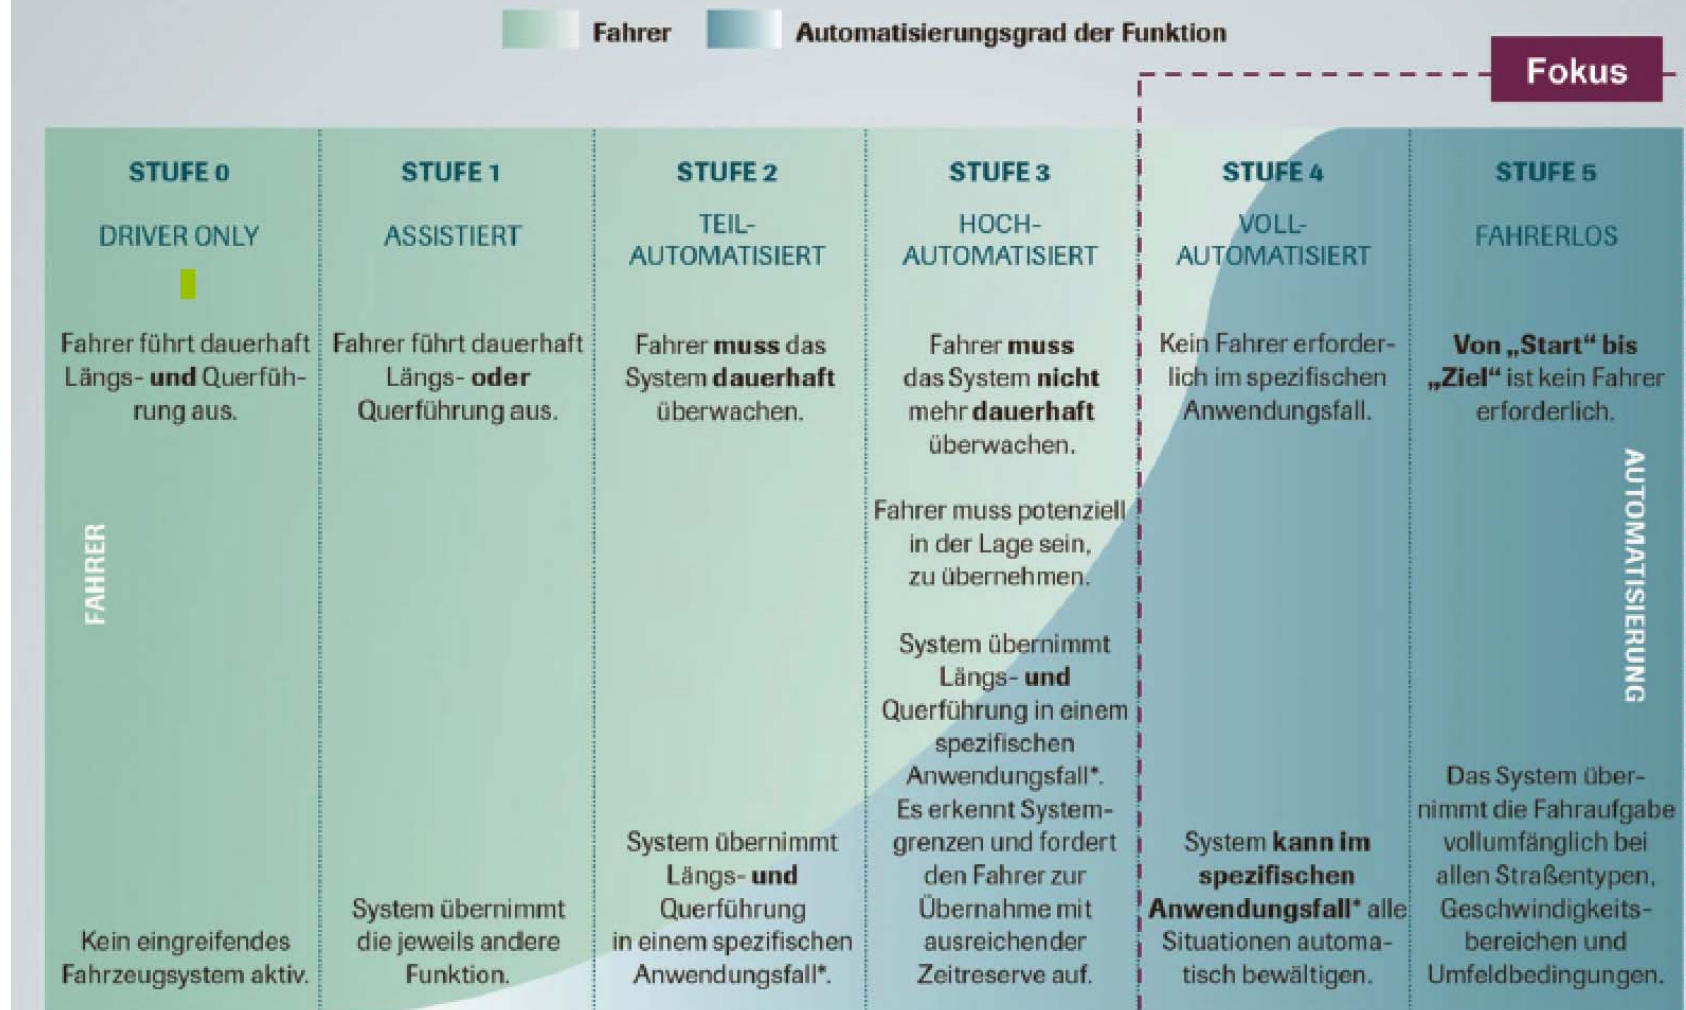 Fahrer
Automatisierungsgrad der Funktion
Fokus
STUFE 0
DRIVER ONLY
Fahrer führt dauerhaft
Längs- und Querfüh-
rung aus.
FAHRER
Kein eingreifendes
Fahrzeugsystem aktiv.
STUFE 1
ASSISTIERT
Fahrer führt dauerhaft
Längs- oder
Querführung aus.
System übernimmt
die jeweils andere
Funktion.
STUFE 2
TEIL-
AUTOMATISIERT
Fahrer muss das
System dauerhaft
überwachen.
System übernimmt
Längs- und
Querführung
in einem spezifischen
Anwendungsfall*.
STUFE 3
HOCH-
AUTOMATISIERT
Fahrer muss
das System nicht
mehr dauerhaft
überwachen.
Fahrer muss potenziell
in der Lage sein,
zu übernehmen.
System übernimmt
Längs- und
Querführung in einem
spezifischen
Anwendungsfall*.
Es erkennt System-
grenzen und fordert
den Fahrer zur
Übernahme mit
ausreichender
Zeitreserve auf.
STUFE 4
VOLL-
AUTOMATISIERT
Kein Fahrer erforder-
lich im spezifischen
Anwendungsfall.
System kann im
spezifischen
Anwendungsfall* alle
Situationen automa-
tisch bewältigen.
STUFE 5
FAHRERLOS
Von „Start“ bis
„Ziel“ ist kein Fahrer
erforderlich.
AUTOMATISIERUNG
Das System über-
nimmt die Fahraufgabe
vollumfänglich bei
allen Straßentypen,
Geschwindigkeits-
bereichen und
Umfeldbedingungen.